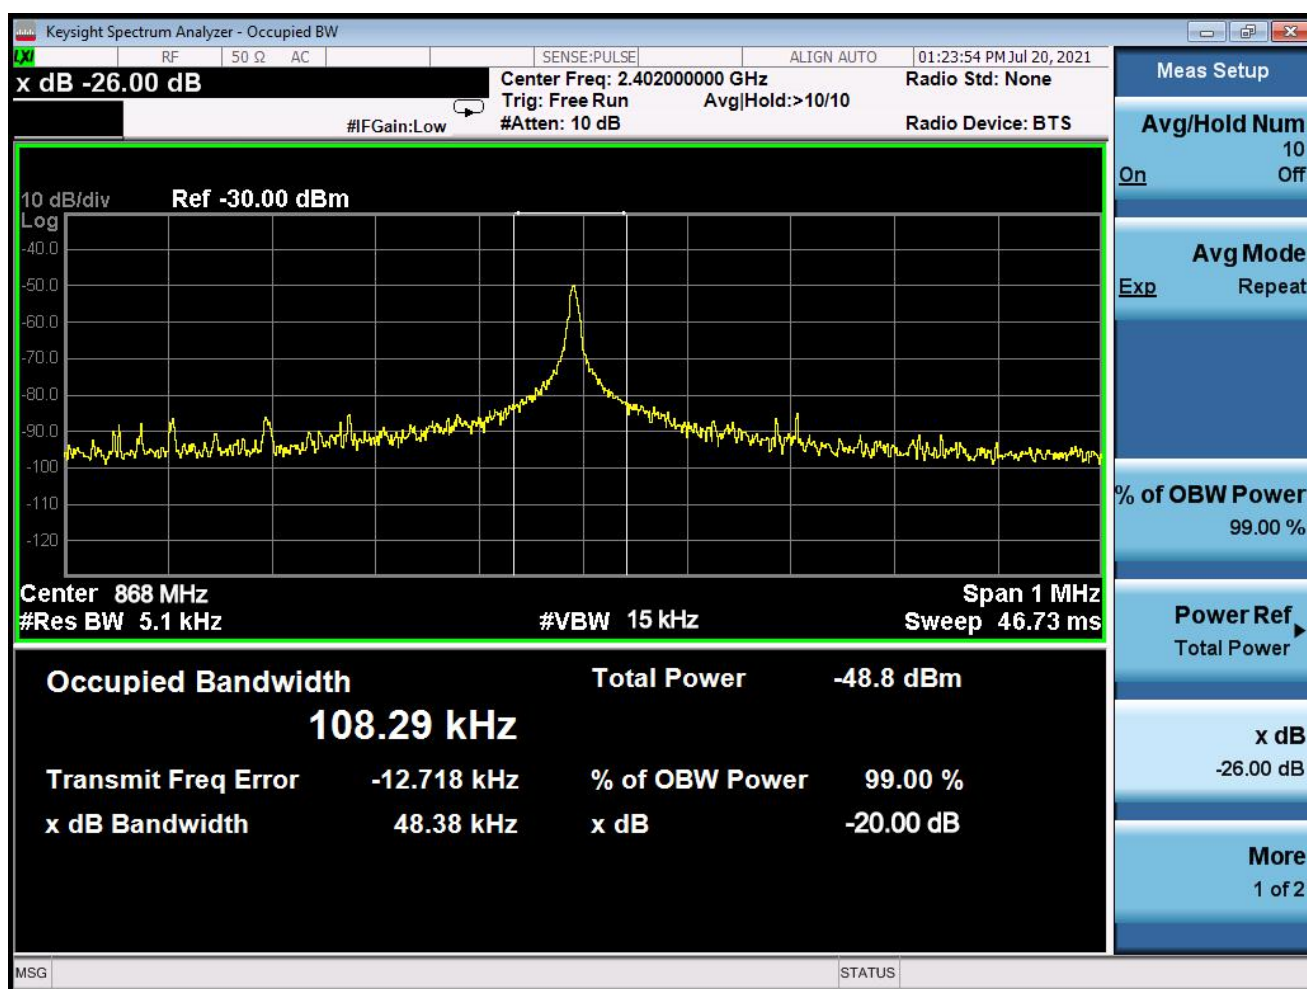 Keysight Spectrum Analyzer - Occupied BW
LXI RF 50 Ω AC SENSE:PULSE ALIGN AUTO 01:23:54 PM Jul 20, 2021
x dB -26.00 dB
Center Freq: 2.402000000 GHz Radio Std: None
Trig: Free Run Avg|Hold:>10/10
#IFGain:Low #Atten: 10 dB Radio Device: BTS
10 dB/div Ref -30.00 dBm
Log
-40.0
-50.0
-60.0
-70.0
-80.0
-90.0
-100
-110
-120
Center 868 MHz Span 1 MHz
#Res BW 5.1 kHz #VBW 15 kHz Sweep 46.73 ms
Occupied Bandwidth Total Power -48.8 dBm
108.29 kHz
Transmit Freq Error -12.718 kHz % of OBW Power 99.00 %
x dB Bandwidth 48.38 kHz x dB -20.00 dB
MSG STATUS
Meas Setup
Avg/Hold Num
10
On Off
Avg Mode
Exp Repeat
% of OBW Power
99.00 %
Power Ref
Total Power
x dB
-26.00 dB
More
1 of 2